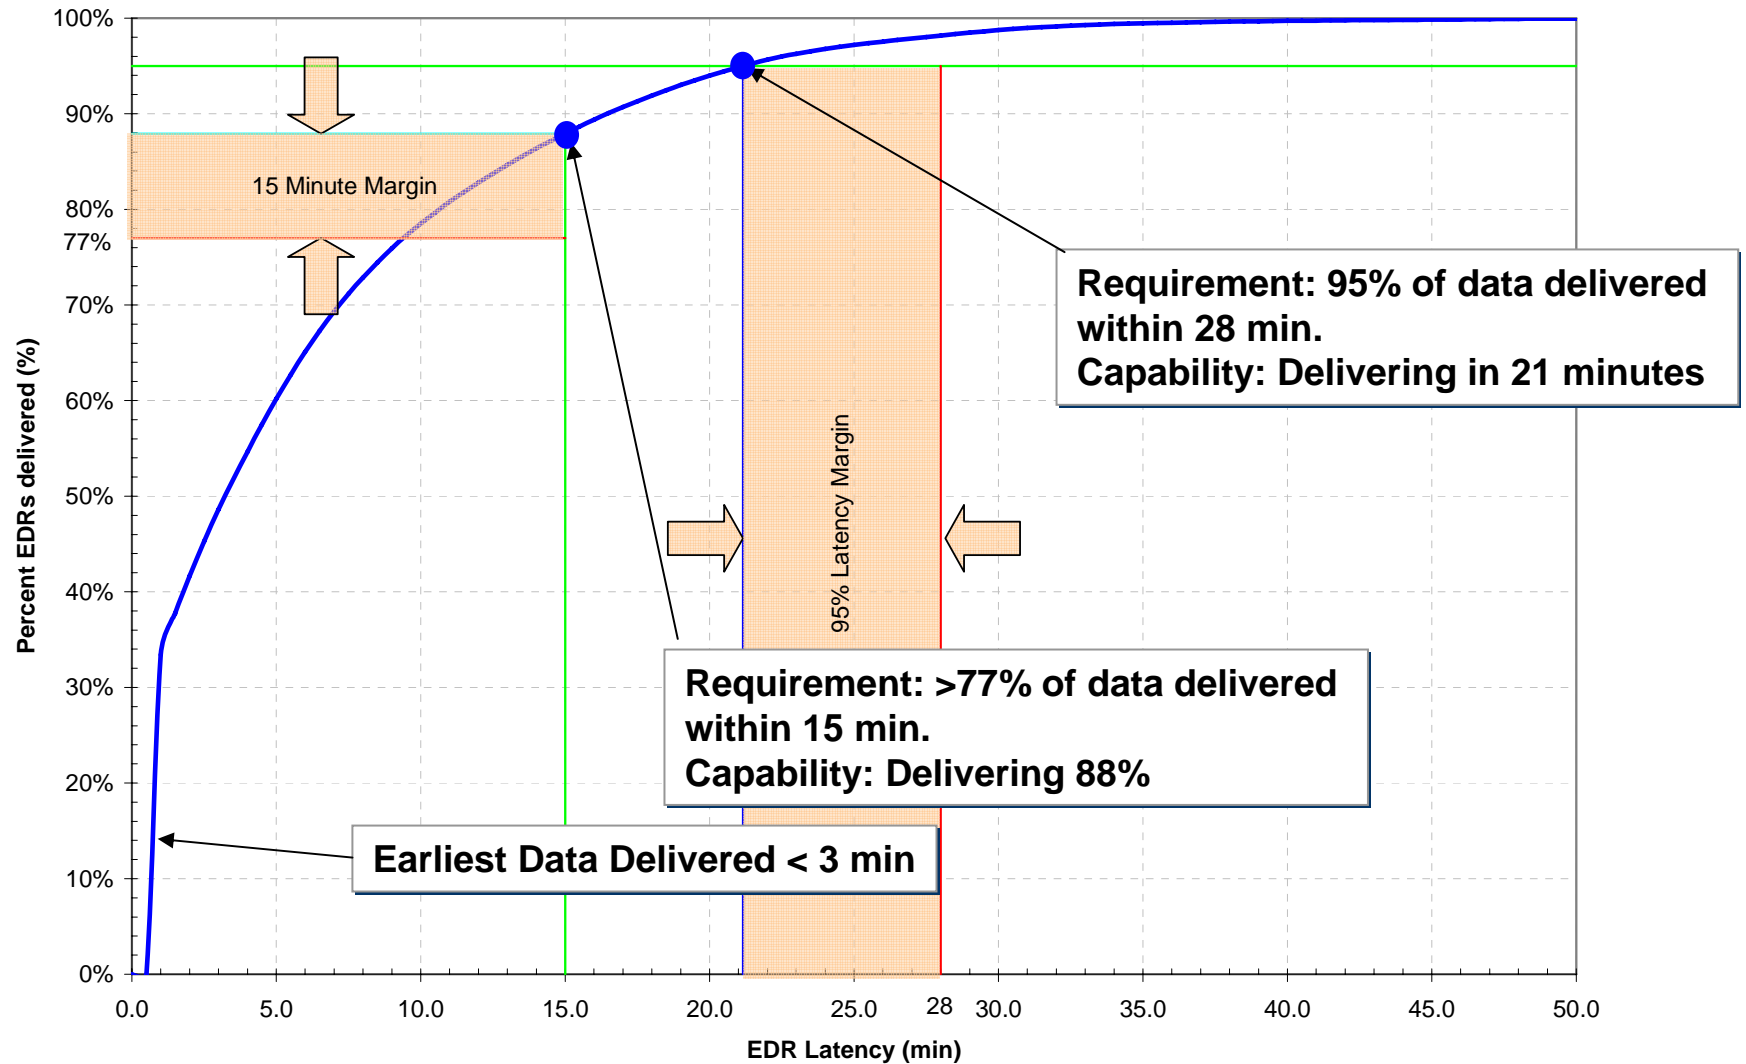 100%
90%
80%
77%
70%
60%
50%
40%
30%
20%
10%
0%
Percent EDRs delivered (%)
15 Minute Margin
95% Latency Margin
Requirement: 95% of data delivered
within 28 min.
Capability: Delivering in 21 minutes
Requirement: >77% of data delivered
within 15 min.
Capability: Delivering 88%
Earliest Data Delivered < 3 min
0.0 5.0 10.0 15.0 20.0 25.0 28 30.0 35.0 40.0 45.0 50.0
EDR Latency (min)